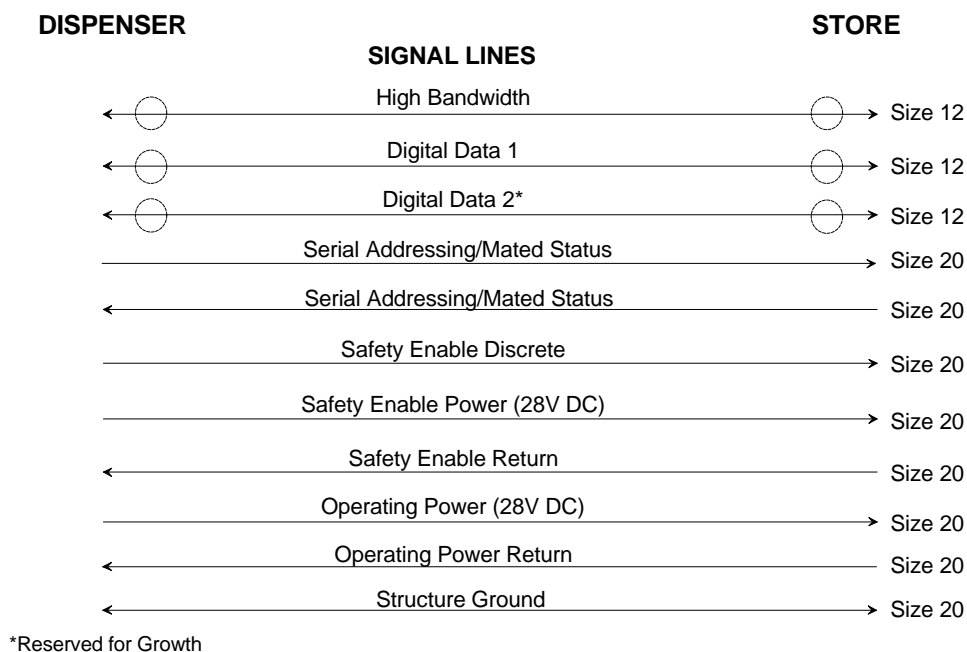 DISPENSER STORE
SIGNAL LINES
High Bandwidth Size 12
Digital Data 1 Size 12
Digital Data 2* Size 12
Serial Addressing/Mated Status Size 20
Serial Addressing/Mated Status Size 20
Safety Enable Discrete Size 20
Safety Enable Power (28V DC) Size 20
Safety Enable Return Size 20
Operating Power (28V DC) Size 20
Operating Power Return Size 20
Structure Ground Size 20
*Reserved for Growth